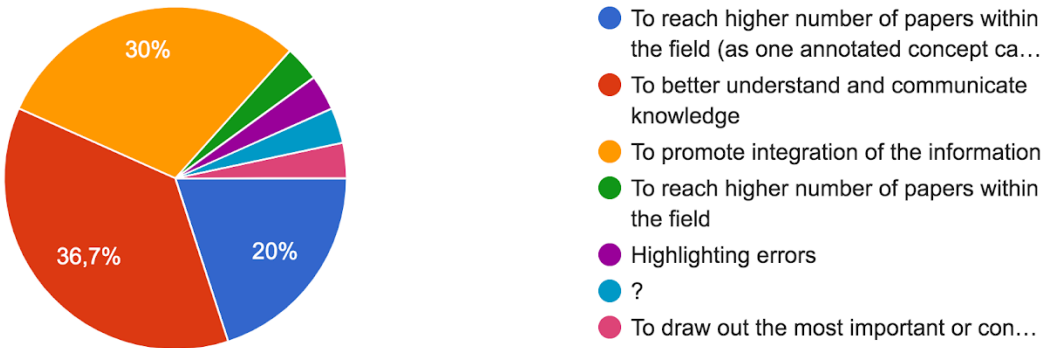 30%
36,7%
20%
To reach higher number of papers within
the field (as one annotated concept ca…
To better understand and communicate
knowledge
To promote integration of the information
To reach higher number of papers within
the field
Highlighting errors
?
To draw out the most important or con…